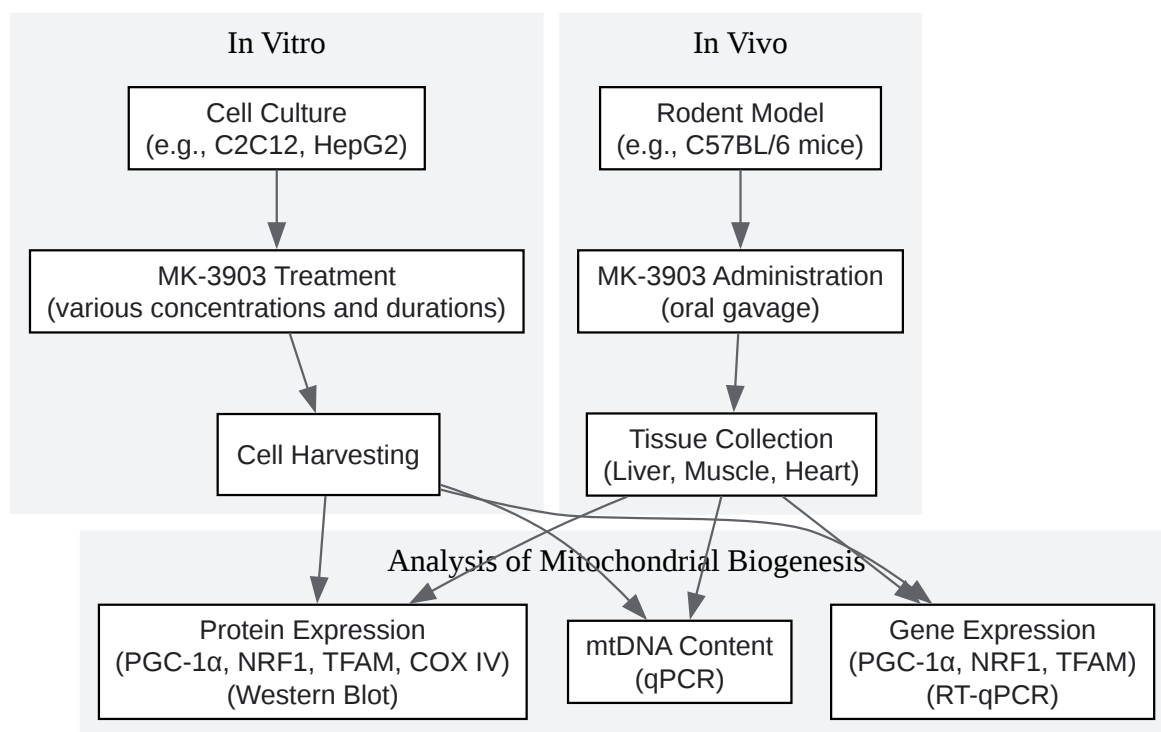 In Vitro
Cell Culture
(e.g., C2C12, HepG2)
MK-3903 Treatment
(various concentrations and durations)
Cell Harvesting
In Vivo
Rodent Model
(e.g., C57BL/6 mice)
MK-3903 Administration
(oral gavage)
Tissue Collection
(Liver, Muscle, Heart)
Analysis of Mitochondrial Biogenesis
Protein Expression
(PGC-1α, NRF1, TFAM, COX IV)
(Western Blot)
mtDNA Content
(qPCR)
Gene Expression
(PGC-1α, NRF1, TFAM)
(RT-qPCR)